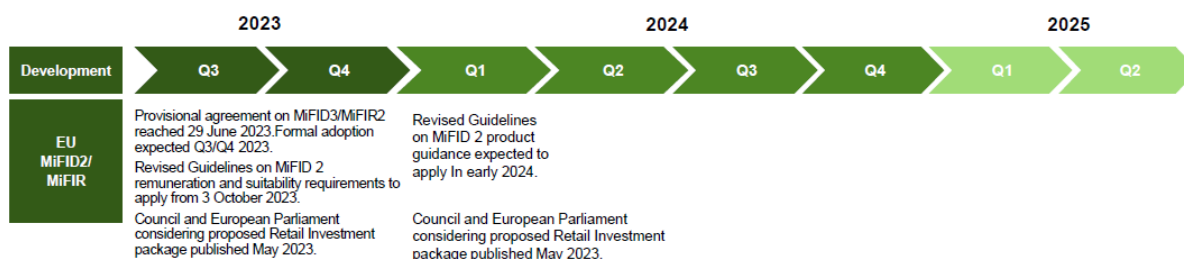 2023
2024
2025
Development
Q3
Q4
Q1
Q2
Q3
Q4
Q1
Q2
EU
MiFID2/
MiFIR
Provisional agreement on MiFID3/MiFIR2
reached 29 June 2023.Formal adoption
expected Q3/Q4 2023.
Revised Guidelines on MiFID 2
remuneration and suitability requirements to
apply from 3 October 2023.
Council and European Parliament
considering proposed Retail Investment
package published May 2023.
Revised Guidelines
on MiFID 2 product
guidance expected to
apply In early 2024.
Council and European Parliament
considering proposed Retail Investment
package published May 2023.